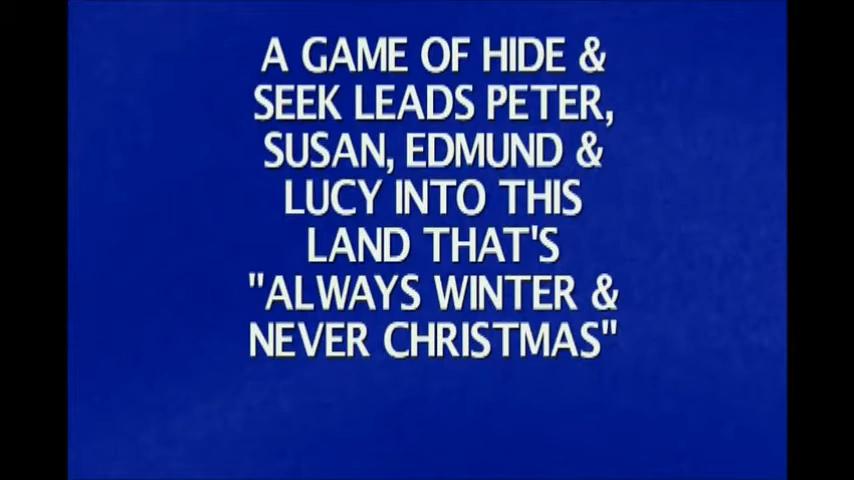 A GAME OF HIDE &
SEEK LEADS PETER,
SUSAN, EDMUND &
LUCY INTO THIS
LAND THAT'S
"ALWAYS WINTER &
NEVER CHRISTMAS"